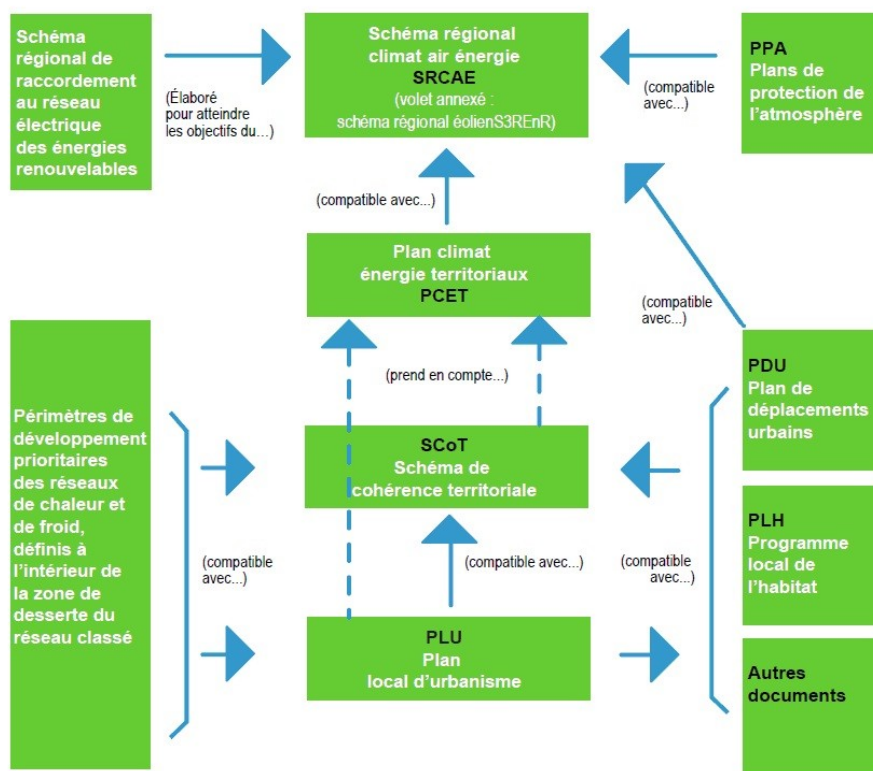 Schéma
régional de
raccordement
au réseau
électrique
des énergies
renouvelables
(Élaboré
pour atteindre
les objectifs du...)
Schéma régional
climat air énergie
SRCAE
(volet annexé :
schéma régional éolienS3REnR)
(compatible
avec...)
PPA
Plans de
protection de
l'atmosphère
(compatible avec...)
Plan climat
énergie territoriaux
PCET
(compatible
avec...)
(prend en compte...)
Périmètres de
développement
prioritaires
des réseaux
de chaleur et
de froid,
définis à
l'intérieur de
la zone de
desserte du
réseau classé
SCoT
Schéma de
cohérence territoriale
PDU
Plan de
déplacements
urbains
(compatible
avec...)
(compatible avec...)
(compatible
avec...)
PLH
Programme
local de
l'habitat
PLU
Plan
local d'urbanisme
Autres
documents